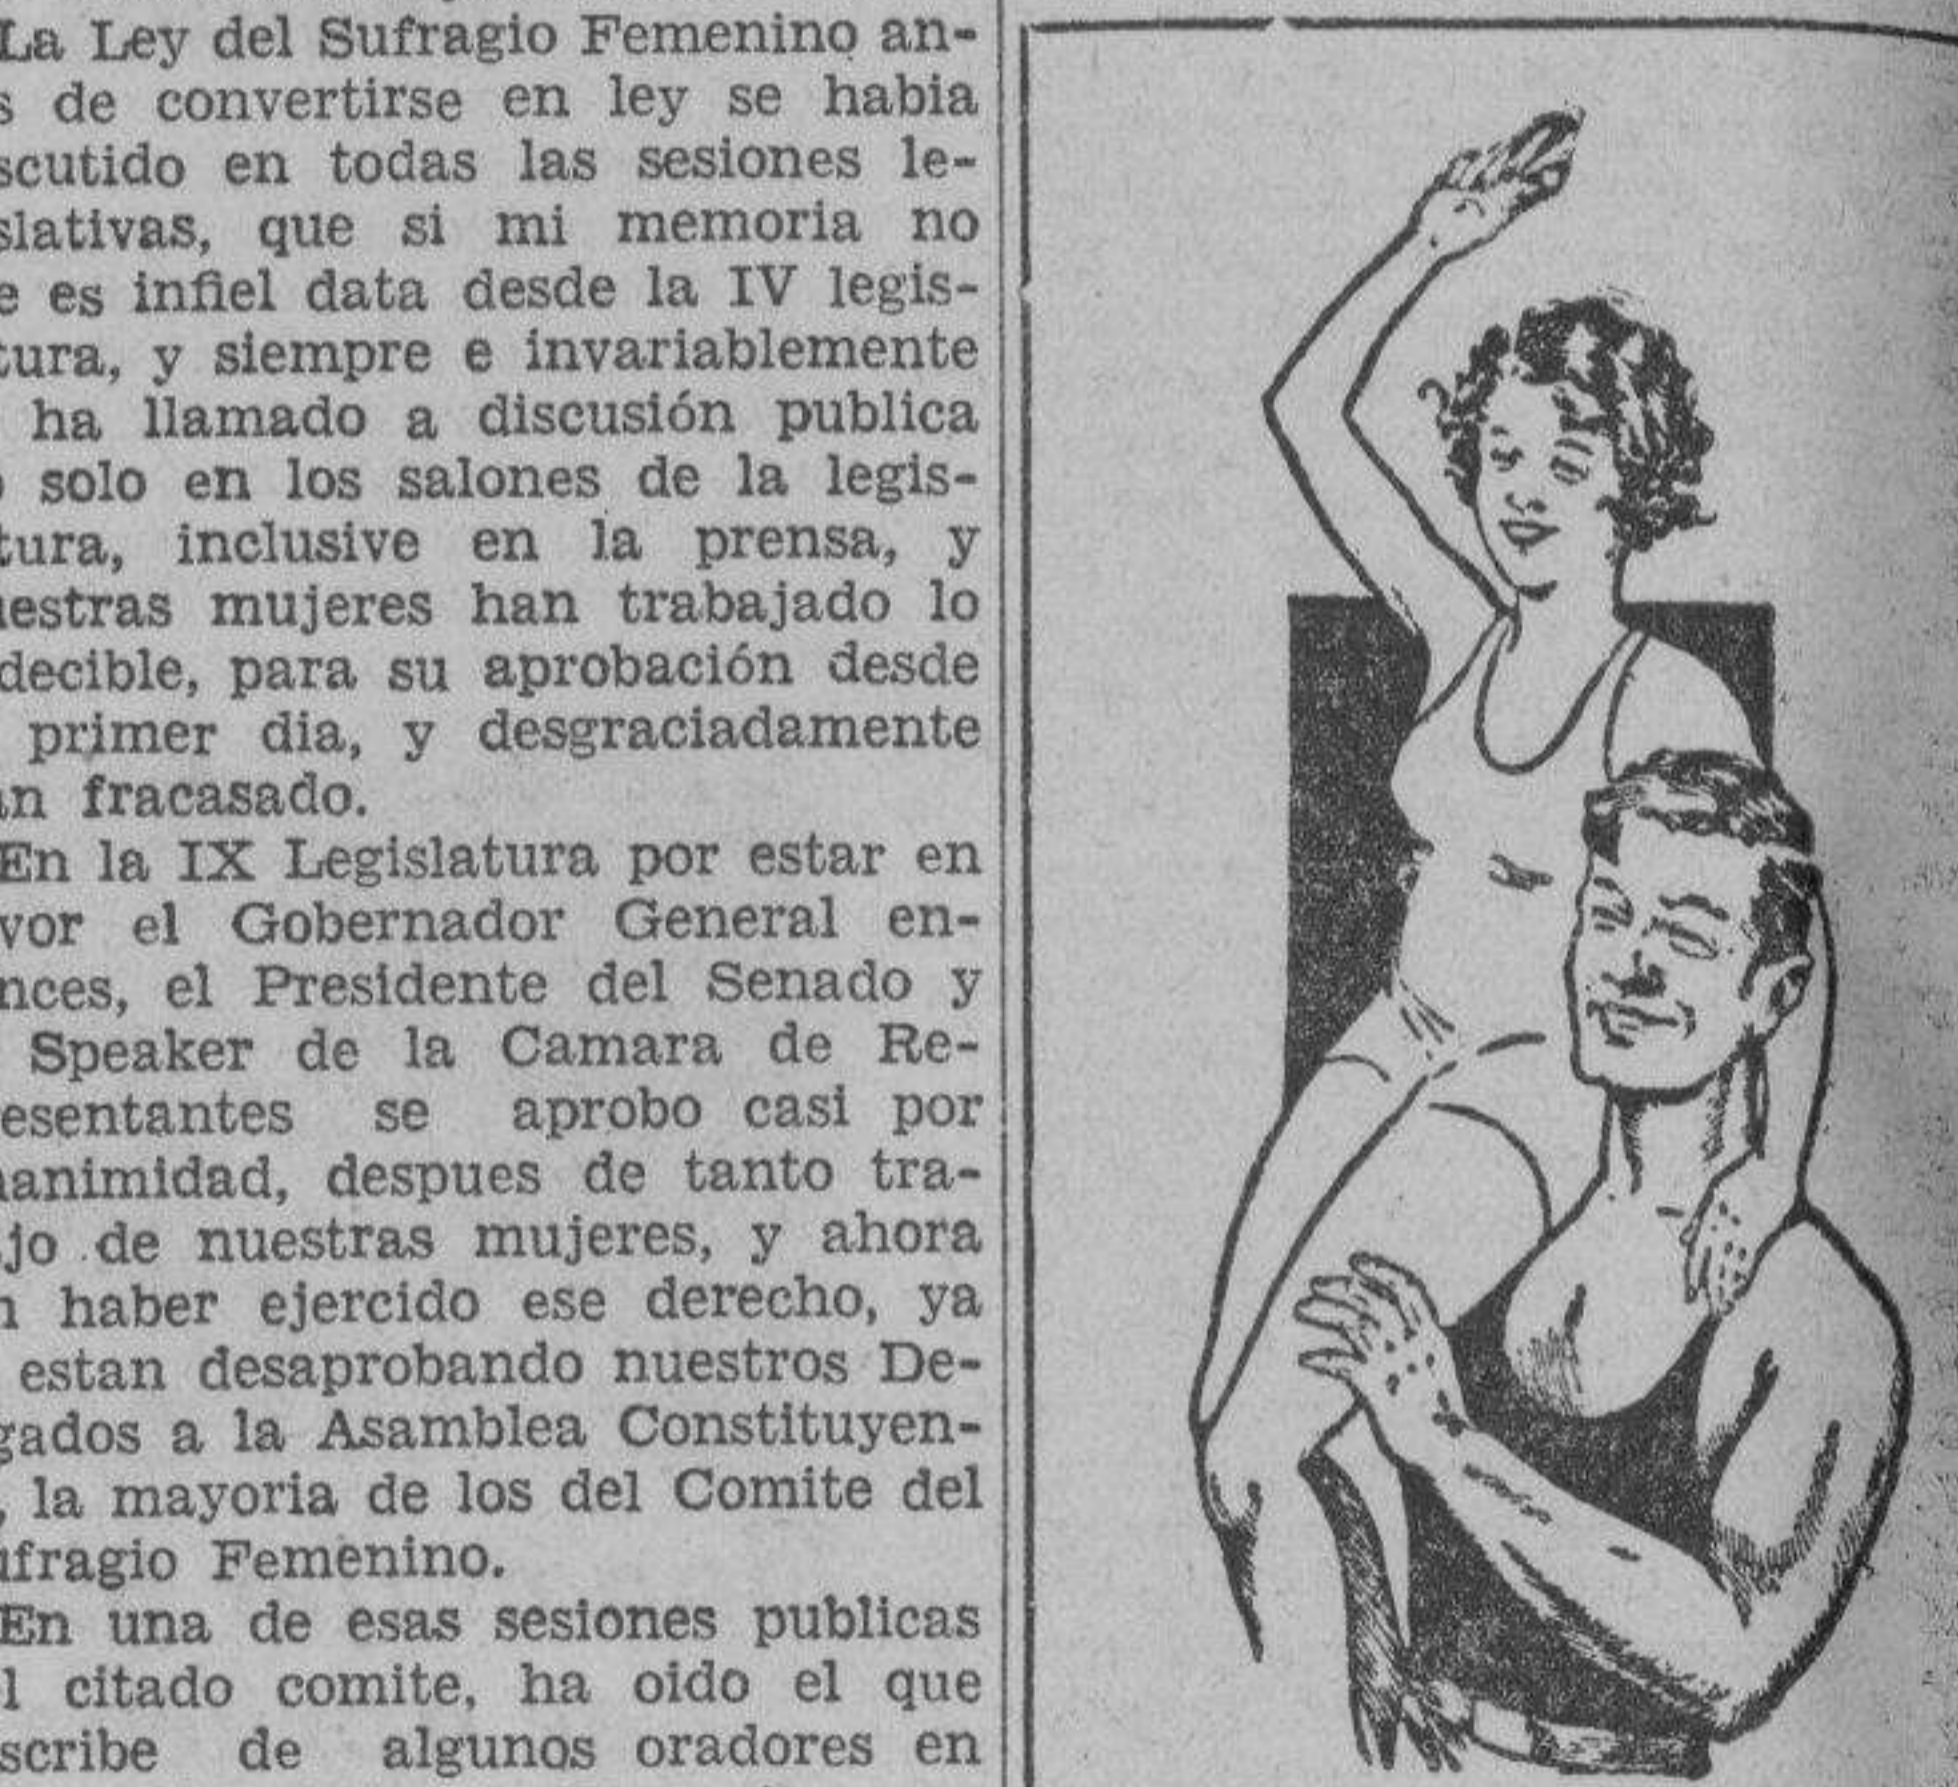 La Ley del Sufragio Femenino an-
s de convertirse en ley se habia
scutido en todas las sesiones le-
slativas, que si mi memoria no
e es infiel data desde la IV legis-
tura, y siempre e invariablemente
ha llamado a discusión publica
o solo en los salones de la legis-
tura, inclusive en la prensa, y
uestras mujeres han trabajado lo
decible, para su aprobación desde
primer dia, y desgraciadamente
an fracasado.
En la IX Legislatura por estar en
vor el Gobernador General en-
nces, el Presidente del Senado y
Speaker de la Camara de Re-
esentantes se aprobo casi por
nanimidad, despues de tanto tra-
jo de nuestras mujeres, y ahora
n haber ejercido ese derecho, ya
estan desaprobando nuestros De-
gados a la Asamblea Constituyen-
, la mayoria de los del Comite del
ufragio Femenino.
En una de esas sesiones publicas
l citado comite, ha oido el que
scribe de algunos oradores en